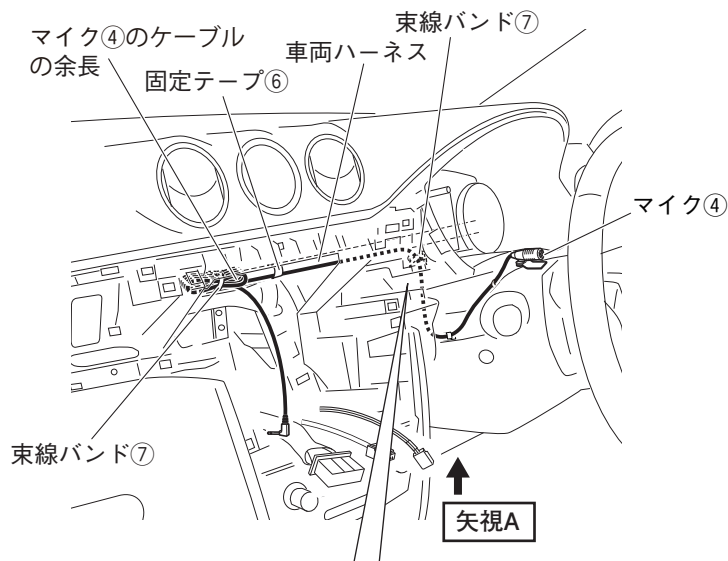 束線バンド⑦
マイク④のケーブル
の余長
車両ハーネス
固定テープ⑥
マイク④
束線バンド⑦
矢視A